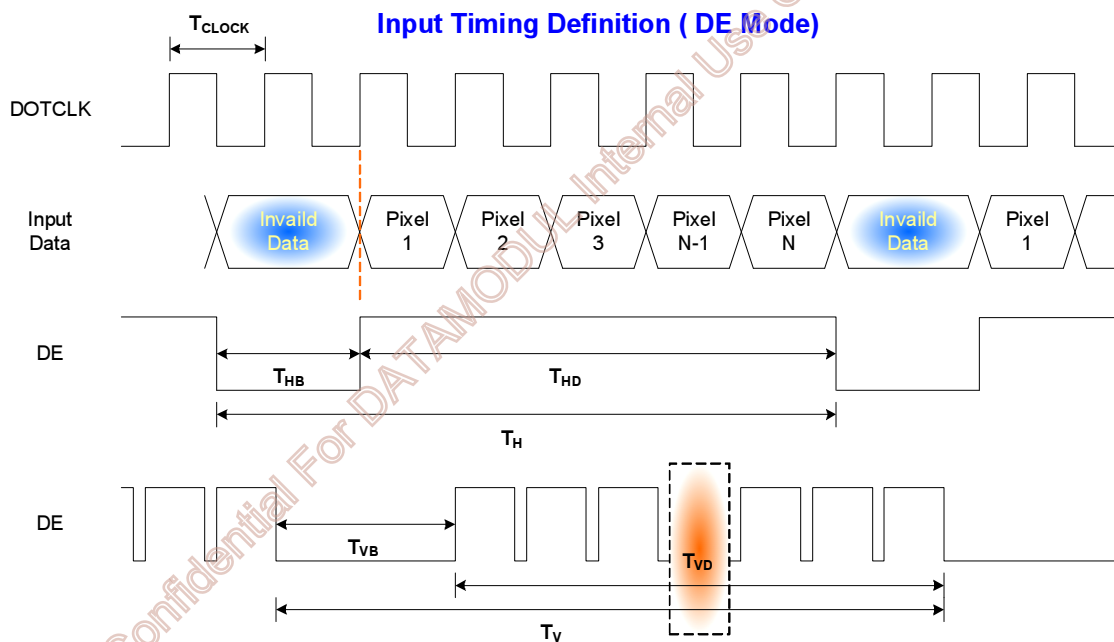 Input Timing Definition ( DE Mode)
TCLOCK
DOTCLK
Input
Data
Invaild
Data
Pixel
1
Pixel
2
Pixel
3
Pixel
N-1
Pixel
N
Invaild
Data
Pixel
1
DE
THB
THD
TH
DE
TVB
TVD
TV
Confidential For DATAMODUL Internal Use